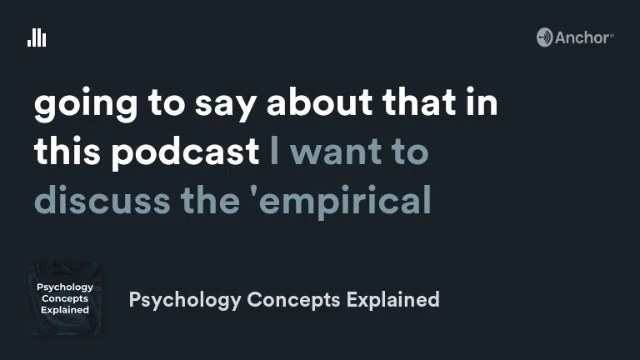 Anchor
going to say about that in
this podcast I want to
discuss the 'empirical
Psychology
Concepts
Explained
Psychology Concepts Explained